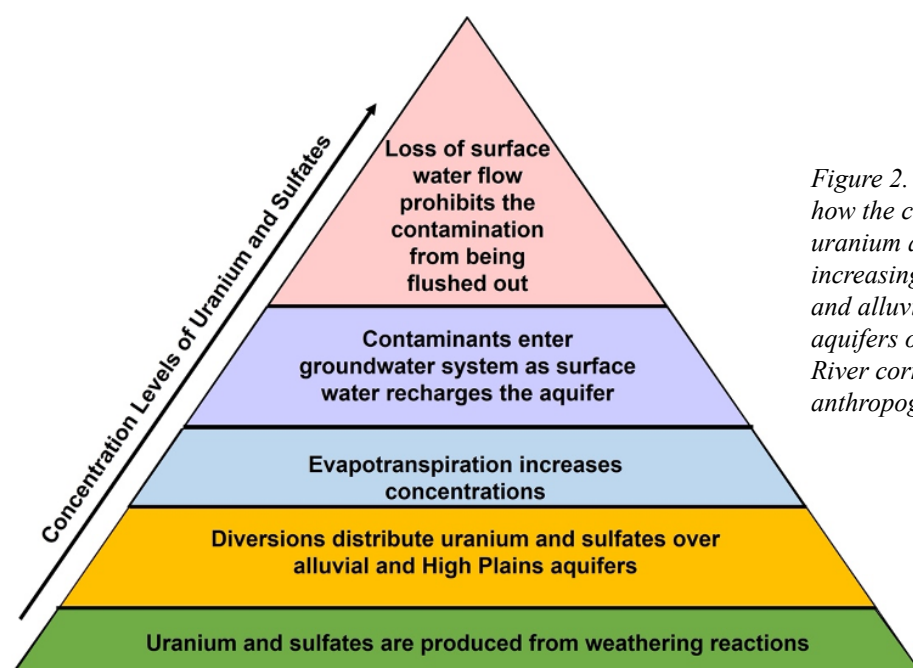 Concentration Levels of Uranium and Sulfates
Loss of surface
water flow
prohibits the
contamination
from being
flushed out
Contaminants enter
groundwater system as surface
water recharges the aquifer
Evapotranspiration increases
concentrations
Diversions distribute uranium and sulfates over
alluvial and High Plains aquifers
Uranium and sulfates are produced from weathering reactions
Figure 2.
how the
uranium
increasing
and
aquifers
River